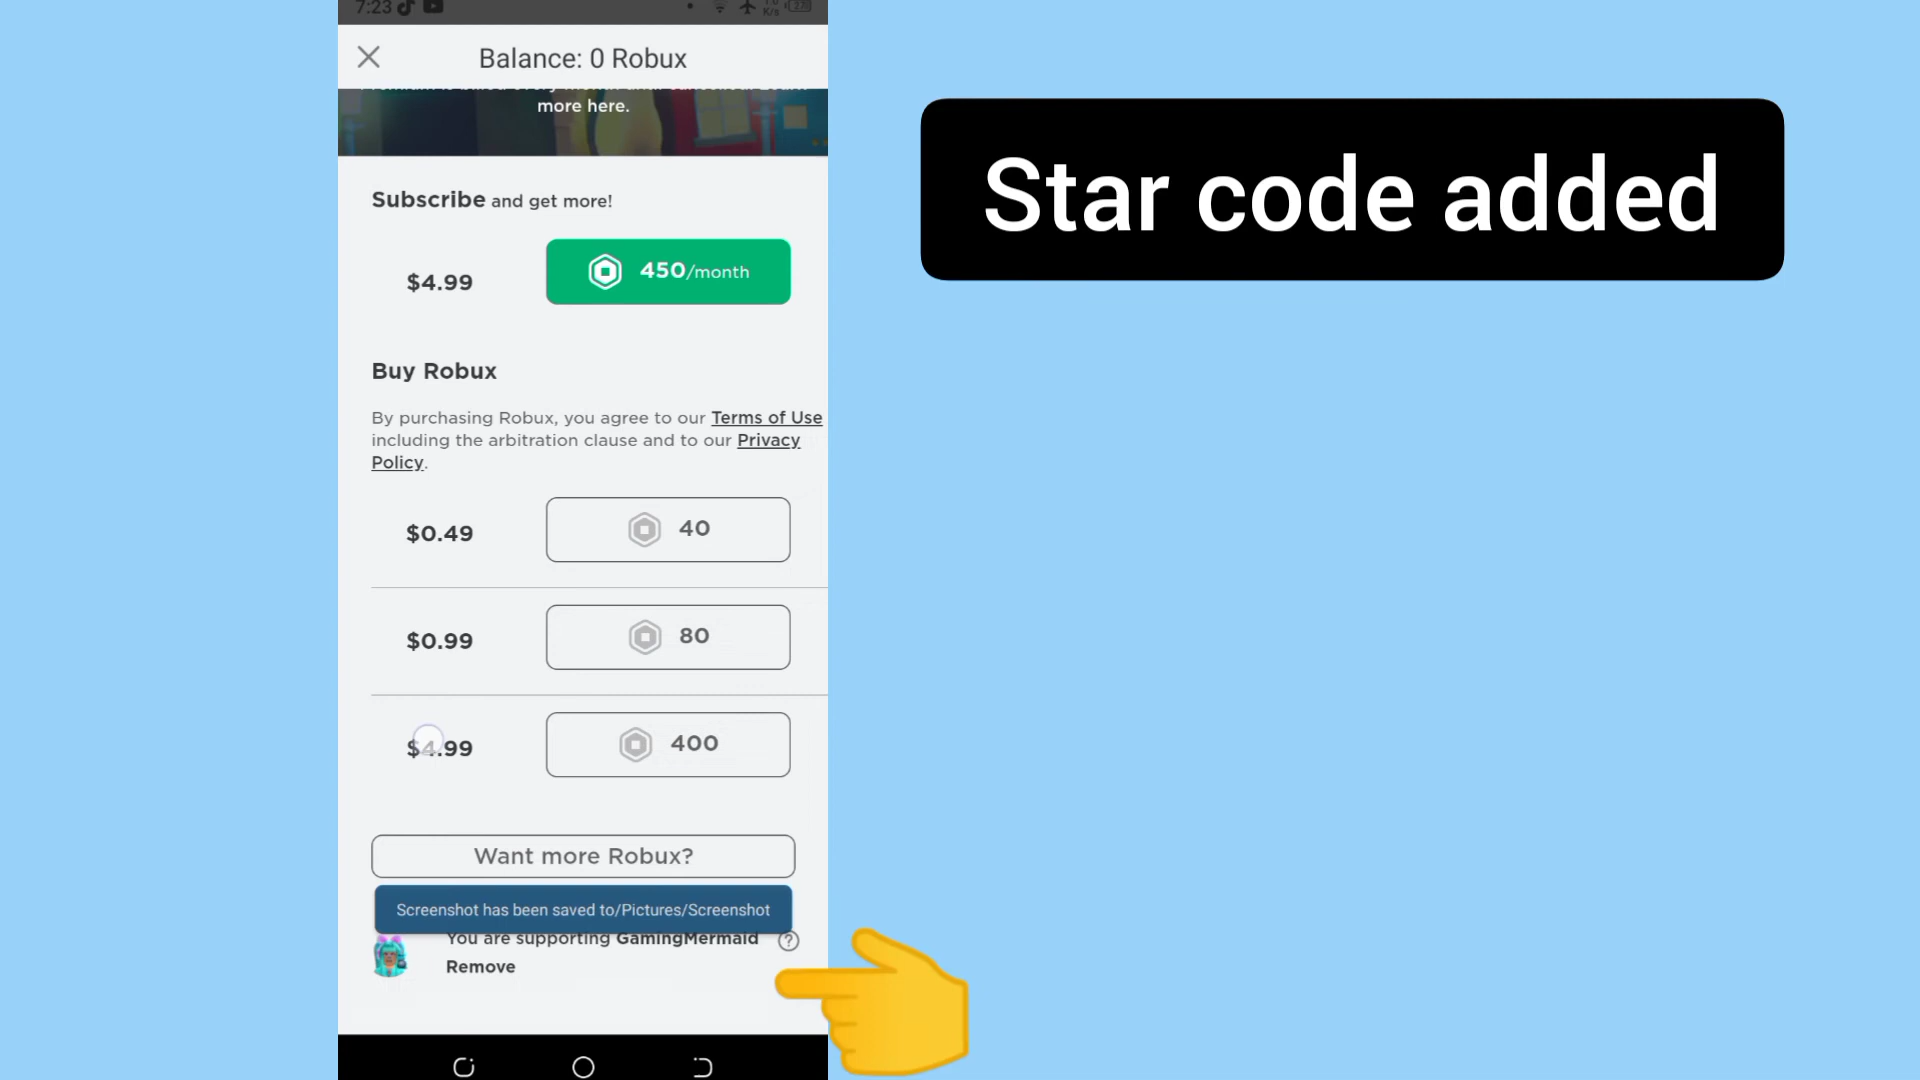 7:23
Balance: 0 Robux
more here.
Subscribe and get more!
$4.99
450/month
Buy Robux
By purchasing Robux, you agree to our Terms of Use
including the arbitration clause and to our Privacy
Policy.
$0.49
40
$0.99
80
$4.99
400
Want more Robux?
Screenshot has been saved to/Pictures/Screenshot
You are supporting GamingMermaid
Remove
Star code added